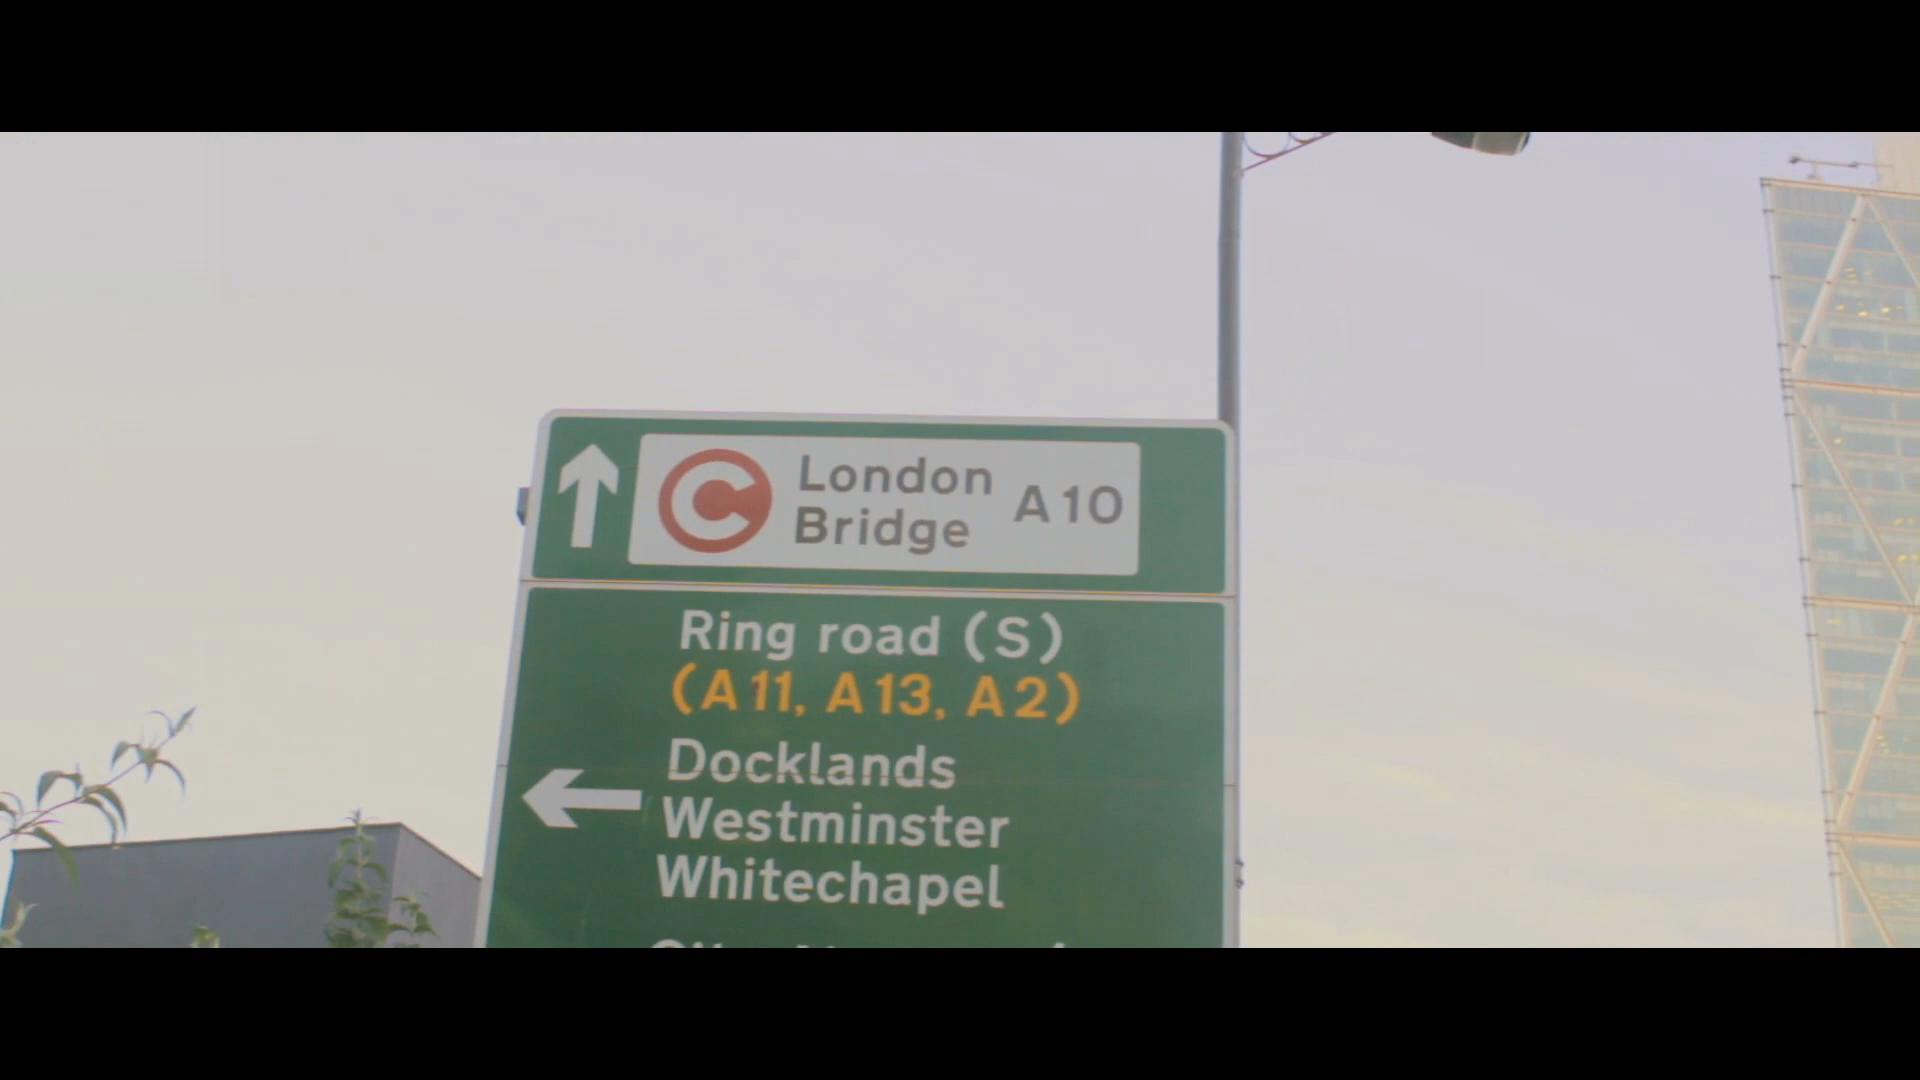 London
Bridge
A10
Ring road (S)
(A11, A13, A2)
Docklands
Westminster
Whitechapel